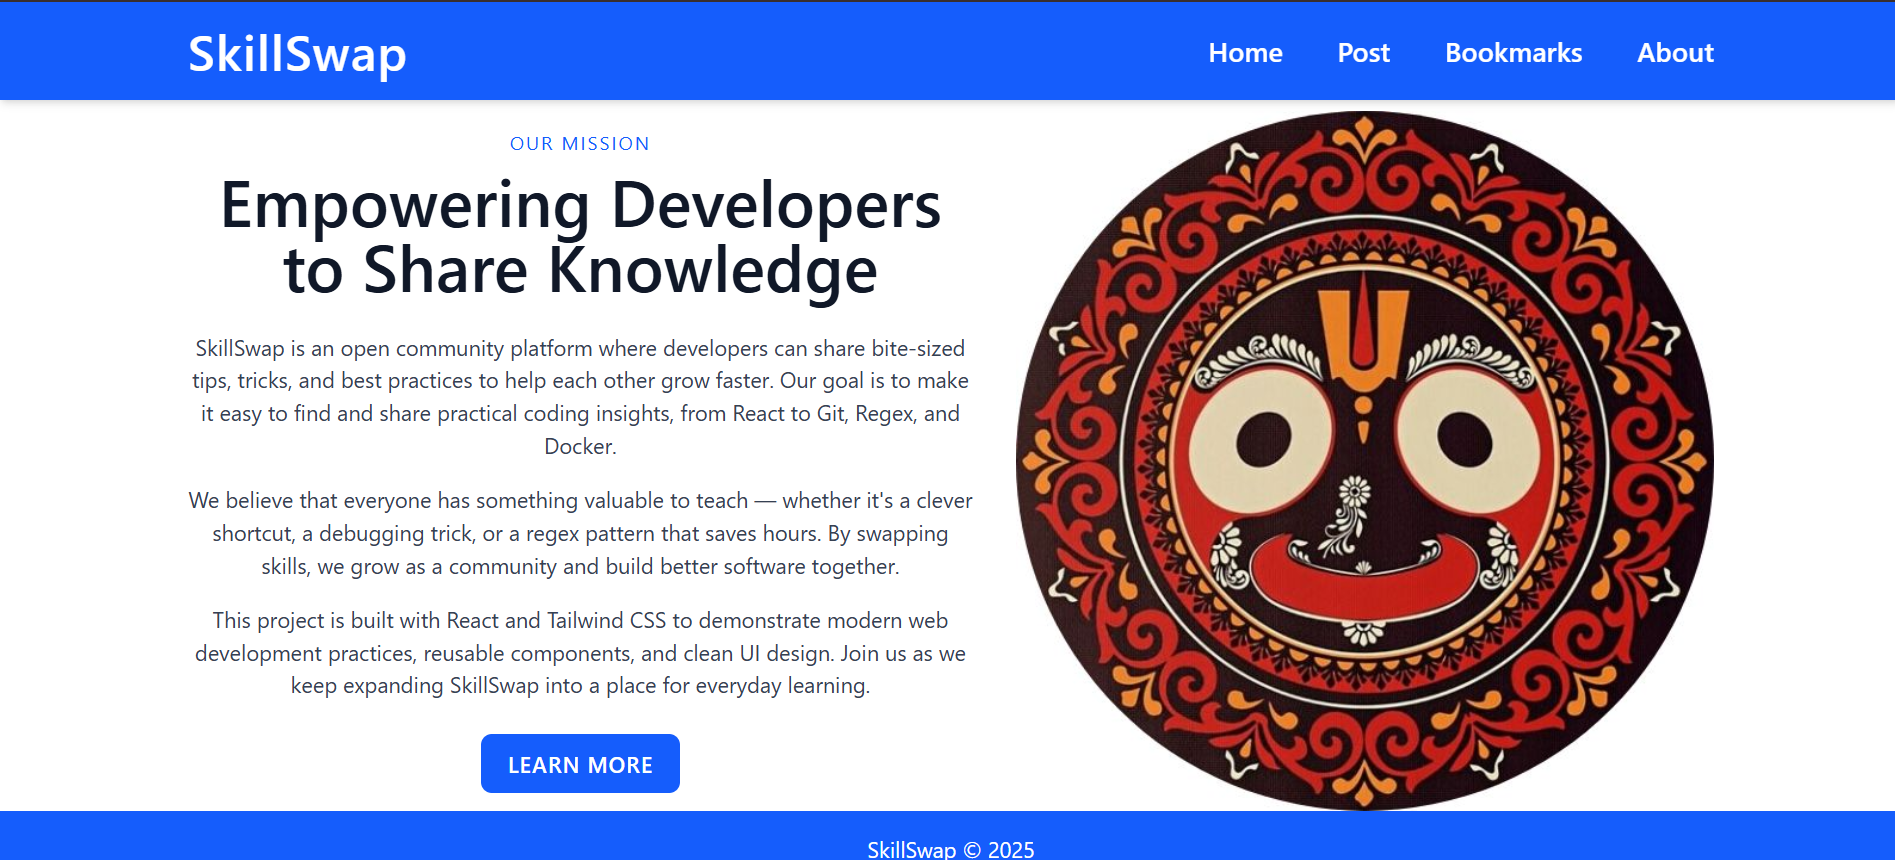 SkillSwap
Home Post Bookmarks About
OUR MISSION
Empowering Developers
to Share Knowledge
SkillSwap is an open community platform where developers can share bite-sized
tips, tricks, and best practices to help each other grow faster. Our goal is to make
it easy to find and share practical coding insights, from React to Git, Regex, and
Docker.
We believe that everyone has something valuable to teach — whether it's a clever
shortcut, a debugging trick, or a regex pattern that saves hours. By swapping
skills, we grow as a community and build better software together.
This project is built with React and Tailwind CSS to demonstrate modern web
development practices, reusable components, and clean UI design. Join us as we
keep expanding SkillSwap into a place for everyday learning.
LEARN MORE
SkillSwap © 2025